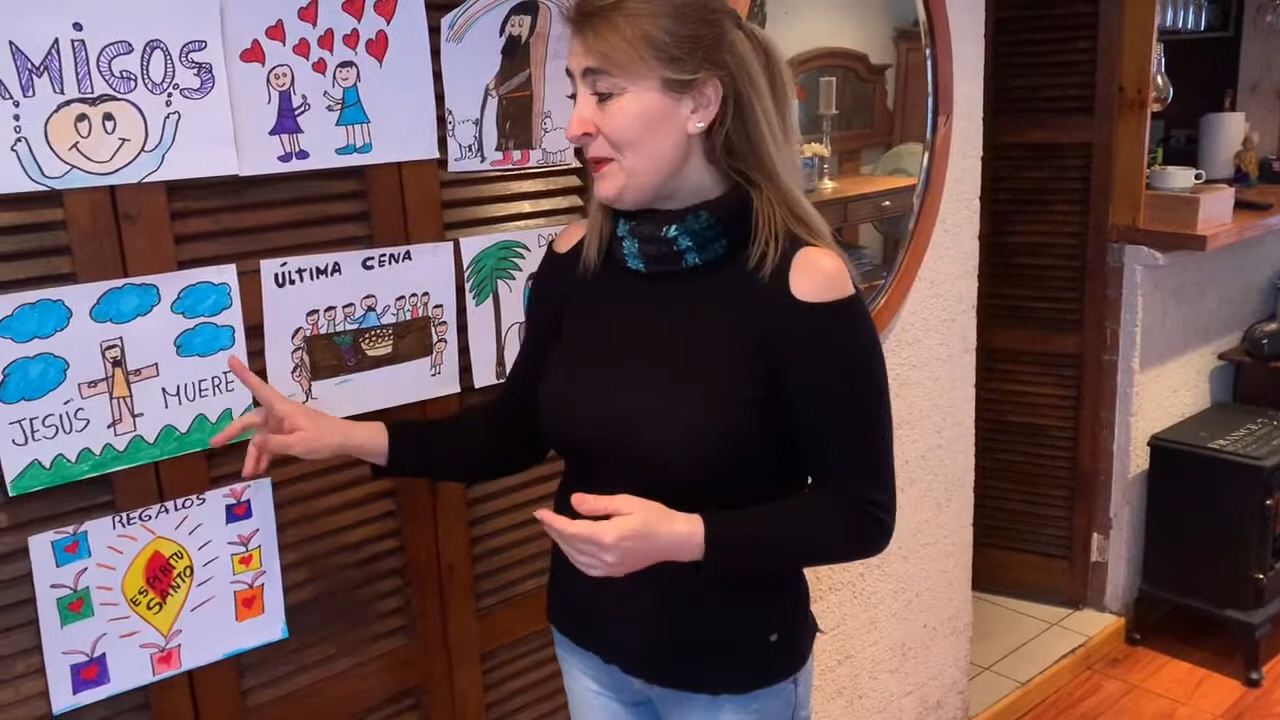 AMIGOS
ÚLTIMA CENA
JESÚS
MUERE
REGALOS
ESPÍRITU
SANTO